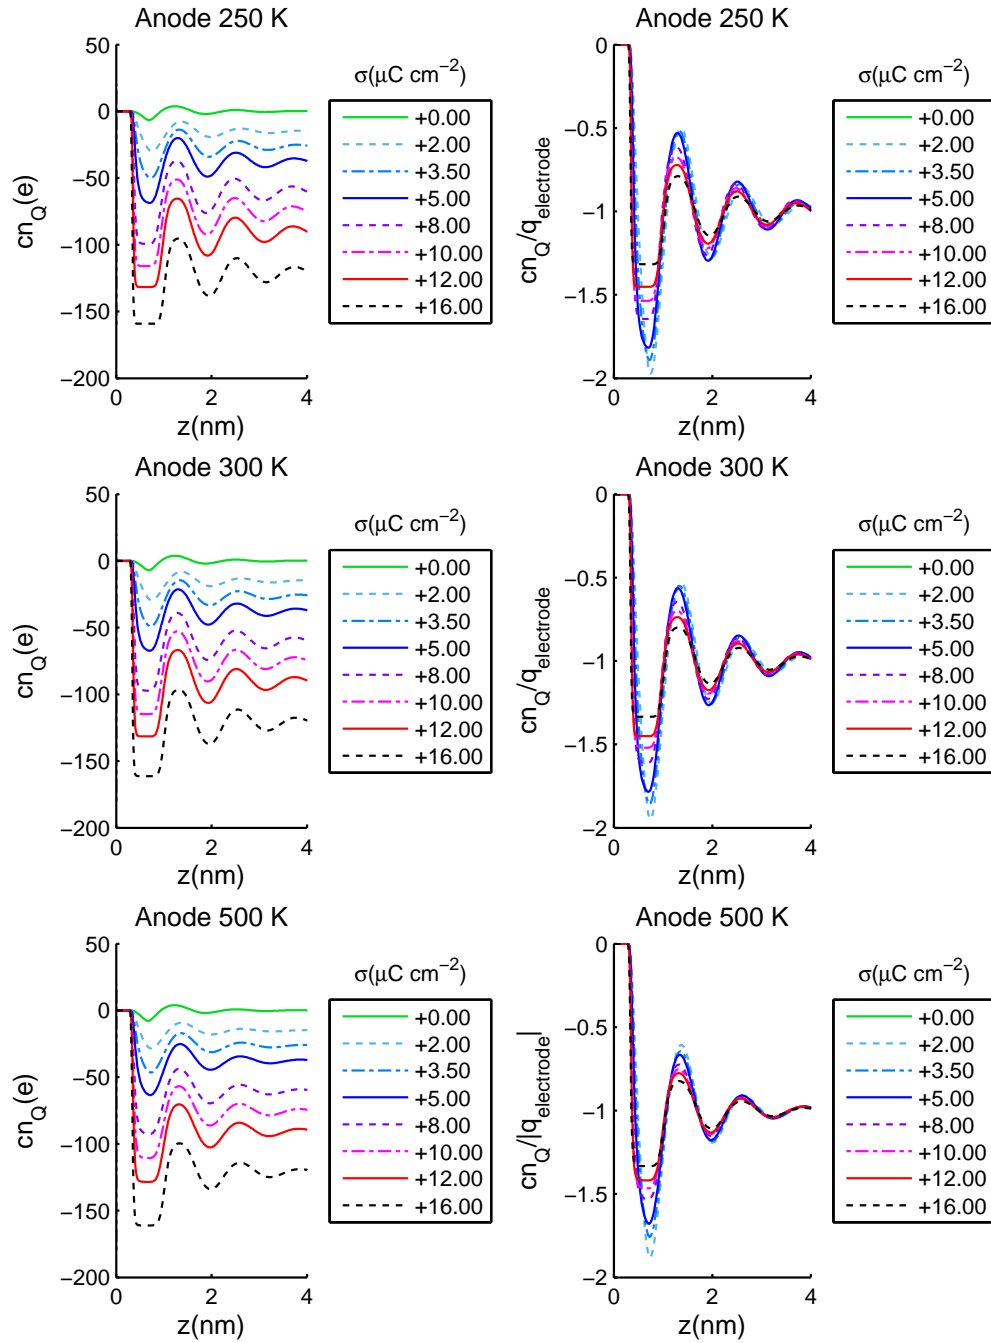 Anode 250 K
cn_Q(e)
50
0
−50
−100
−150
−200
0 2 4
z(nm)
σ(μC cm⁻²)
+0.00
+2.00
+3.50
+5.00
+8.00
+10.00
+12.00
+16.00
Anode 250 K
cn_Q/q_electrode
0
−0.5
−1
−1.5
−2
0 2 4
z(nm)
σ(μC cm⁻²)
+0.00
+2.00
+3.50
+5.00
+8.00
+10.00
+12.00
+16.00
Anode 300 K
cn_Q(e)
50
0
−50
−100
−150
−200
0 2 4
z(nm)
σ(μC cm⁻²)
+0.00
+2.00
+3.50
+5.00
+8.00
+10.00
+12.00
+16.00
Anode 300 K
cn_Q/q_electrode
0
−0.5
−1
−1.5
−2
0 2 4
z(nm)
σ(μC cm⁻²)
+0.00
+2.00
+3.50
+5.00
+8.00
+10.00
+12.00
+16.00
Anode 500 K
cn_Q(e)
50
0
−50
−100
−150
−200
0 2 4
z(nm)
σ(μC cm⁻²)
+0.00
+2.00
+3.50
+5.00
+8.00
+10.00
+12.00
+16.00
Anode 500 K
cn_Q/|q_electrode|
0
−0.5
−1
−1.5
−2
0 2 4
z(nm)
σ(μC cm⁻²)
+0.00
+2.00
+3.50
+5.00
+8.00
+10.00
+12.00
+16.00